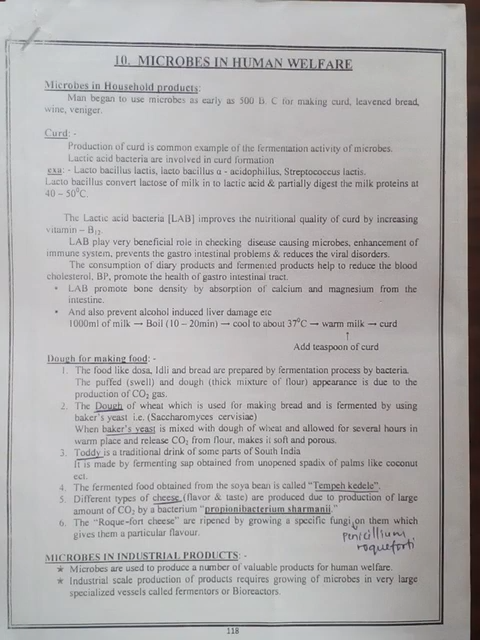 10. MICROBES IN HUMAN WELFARE
Microbes in Household products:
Man began to use microbes as early as 500 B. C for making curd, leavened bread,
wine, veniger.
Curd: -
Production of curd is common example of the fermentation activity of microbes.
Lactic acid bacteria are involved in curd formation
exa: - Lacto bacillus lactis, lacto bacillus α - acidophillus, Streptococcus lactis.
Lacto bacillus convert lactose of milk in to lactic acid & partially digest the milk proteins at
40 – 50°C.
The Lactic acid bacteria [LAB] improves the nutritional quality of curd by increasing
vitamin – B12
LAB play very beneficial role in checking disease causing microbes, enhancement of
immune system, prevents the gastro intestinal problems & reduces the viral disorders.
The consumption of diary products and fermented products help to reduce the blood
cholesterol, BP, promote the health of gastro intestinal tract.
• LAB promote bone density by absorption of calcium and magnesium from the
intestine.
• And also prevent alcohol induced liver damage etc
1000ml of milk → Boil (10 – 20min) → cool to about 37°C → warm milk → curd
↑
Add teaspoon of curd
Dough for making food: -
1. The food like dosa, Idli and bread are prepared by fermentation process by bacteria.
The puffed (swell) and dough (thick mixture of flour) appearance is due to the
production of CO2 gas.
2. The Dough of wheat which is used for making bread and is fermented by using
baker's yeast i.e. (Saccharomyces cervisiae)
When baker's yeast is mixed with dough of wheat and allowed for several hours in
warm place and release CO2 from flour, makes it soft and porous.
3. Toddy is a traditional drink of some parts of South India
It is made by fermenting sap obtained from unopened spadix of palms like coconut
ect.
4. The fermented food obtained from the soya bean is called "Tempeh kedele".
5. Different types of cheese (flavor & taste) are produced due to production of large
amount of CO2 by a bacterium "propionibacterium sharmanii."
6. The "Roque-fort cheese" are ripened by growing a specific fungi on them which
gives them a particular flavour.
penicillium
roqueforti
MICROBES IN INDUSTRIAL PRODUCTS: -
★ Microbes are used to produce a number of valuable products for human welfare.
★ Industrial scale production of products requires growing of microbes in very large
specialized vessels called fermentors or Bioreactors.
118